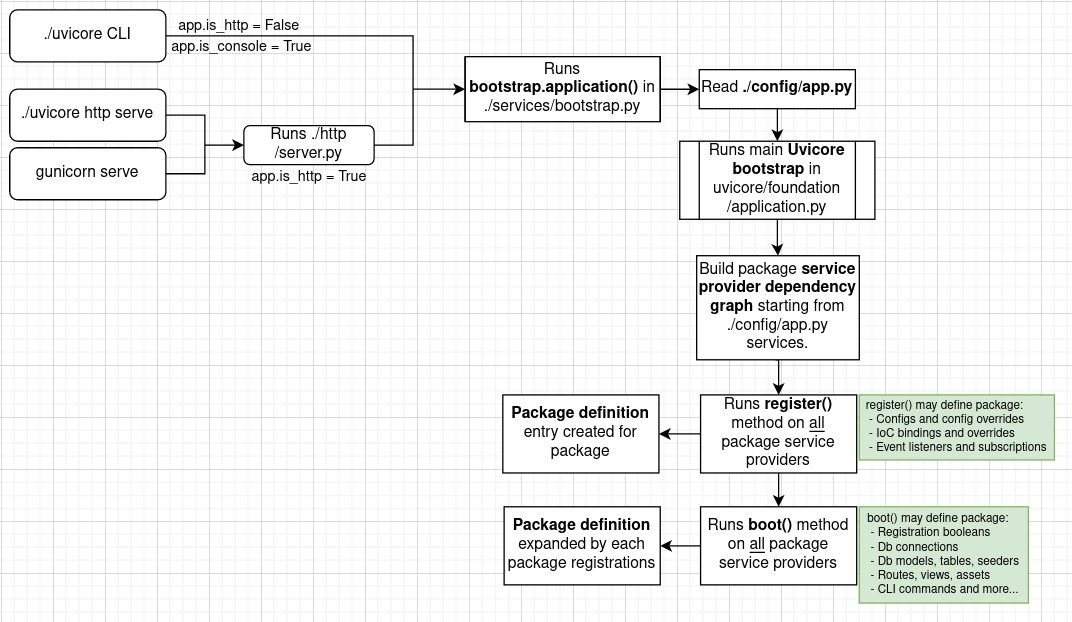 ./uvicore CLI
app.is_http = False
app.is_console = True
./uvicore http serve
gunicorn serve
Runs ./http
/server.py
app.is_http = True
Runs
bootstrap.application() in
./services/bootstrap.py
Read ./config/app.py
Runs main Uvicore
bootstrap in
uvicore/foundation
/application.py
Build package service
provider dependency
graph starting from
./config/app.py
services.
Runs register()
method on all
package service
providers
register() may define package:
- Configs and config overrides
- IoC bindings and overrides
- Event listeners and subscriptions
Package definition
entry created for
package
Runs boot() method
on all package
service providers
boot() may define package:
- Registration booleans
- Db connections
- Db models, tables, seeders
- Routes, views, assets
- CLI commands and more...
Package definition
expanded by each
package registrations